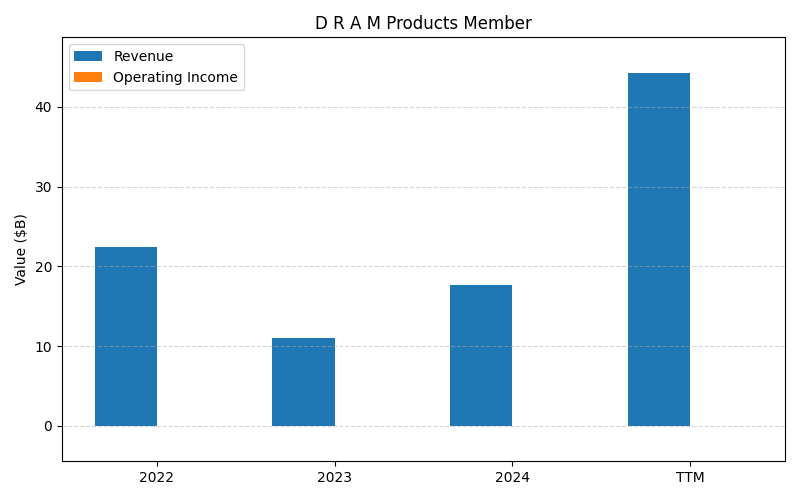 D R A M Products Member
Revenue
Operating Income
Value ($B)
40
30
20
10
0
2022 2023 2024 TTM